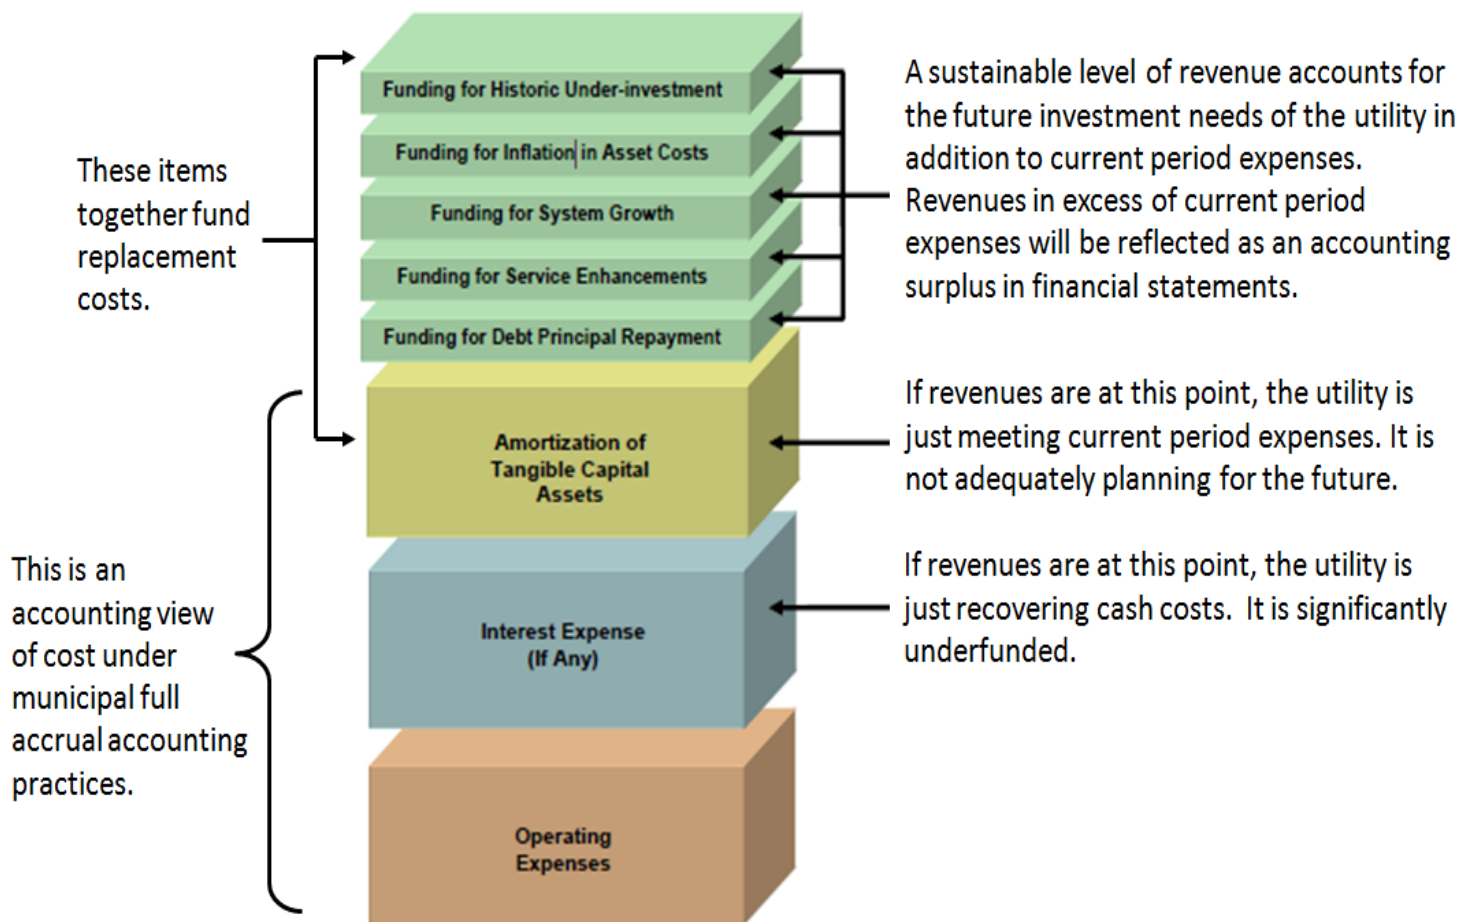 Funding for Historic Under-investment
Funding for Inflation in Asset Costs
Funding for System Growth
Funding for Service Enhancements
Funding for Debt Principal Repayment
Amortization of
Tangible Capital
Assets
Interest Expense
(If Any)
Operating
Expenses
These items
together fund
replacement
costs.
This is an
accounting view
of cost under
municipal full
accrual accounting
practices.
A sustainable level of revenue accounts for
the future investment needs of the utility in
addition to current period expenses.
Revenues in excess of current period
expenses will be reflected as an accounting
surplus in financial statements.
If revenues are at this point, the utility is
just meeting current period expenses. It is
not adequately planning for the future.
If revenues are at this point, the utility is
just recovering cash costs.  It is significantly
underfunded.